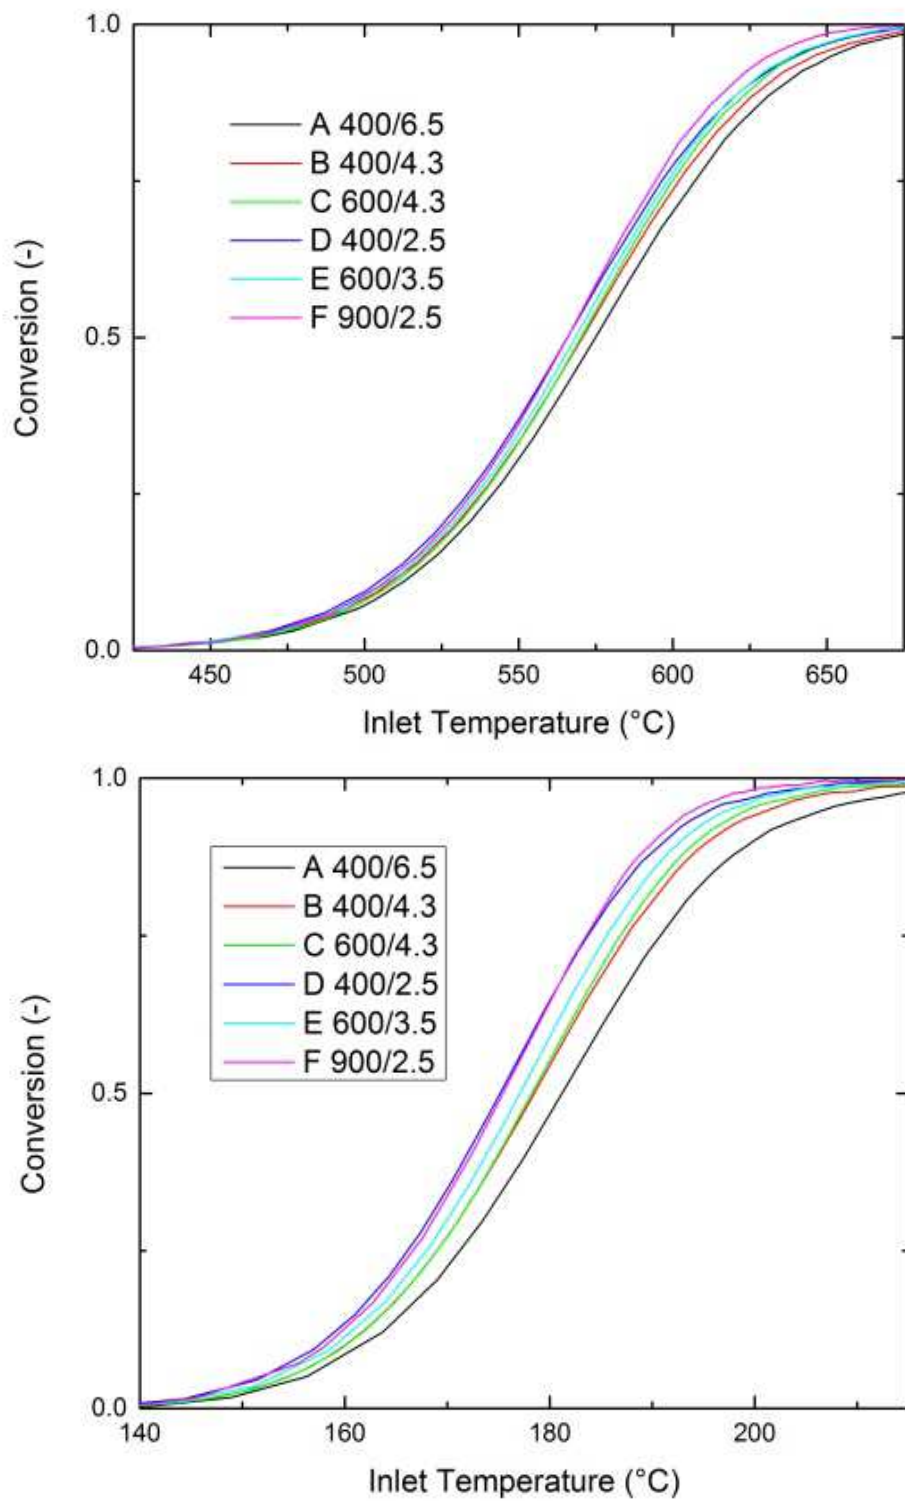 1.0
A 400/6.5
B 400/4.3
C 600/4.3
D 400/2.5
E 600/3.5
F 900/2.5
Conversion (-)
0.5
0.0
450 500 550 600 650
Inlet Temperature (°C)
1.0
A 400/6.5
B 400/4.3
C 600/4.3
D 400/2.5
E 600/3.5
F 900/2.5
Conversion (-)
0.5
0.0
140 160 180 200
Inlet Temperature (°C)